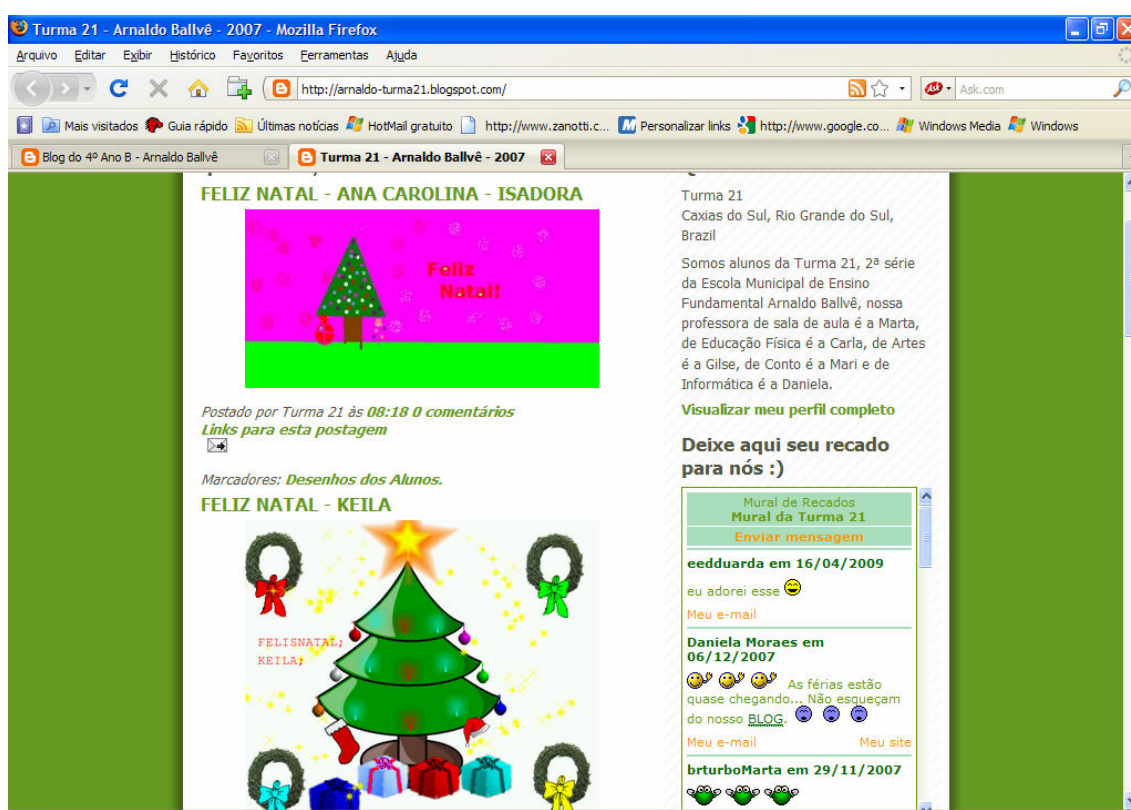 Turma 21 - Arnaldo Ballvê - 2007 - Mozilla Firefox
Arquivo Editar Exibir Histórico Favoritos Ferramentas Ajuda
http://arnaldo-turma21.blogspot.com/
Ask Ask.com
Mais visitados Guia rápido Últimas notícias HotMail gratuito http://www.zanotti.c... Personalizar links http://www.google.co... Windows Media Windows
Blog do 4º Ano B - Arnaldo Ballvê Turma 21 - Arnaldo Ballvê - 2007
FELIZ NATAL - ANA CAROLINA - ISADORA
Feliz
Natal!
Postado por Turma 21 às 08:18 0 comentários
Links para esta postagem
Marcadores: Desenhos dos Alunos.
FELIZ NATAL - KEILA
FELISNATAL;
KEILA;
Turma 21
Caxias do Sul, Rio Grande do Sul,
Brazil
Somos alunos da Turma 21, 2ª série
da Escola Municipal de Ensino
Fundamental Arnaldo Ballvê, nossa
professora de sala de aula é a Marta,
de Educação Física é a Carla, de Artes
é a Gilse, de Conto é a Mari e de
Informática é a Daniela.
Visualizar meu perfil completo
Deixe aqui seu recado
para nós :)
Mural de Recados
Mural da Turma 21
Enviar mensagem
eedduarda em 16/04/2009
eu adorei esse
Meu e-mail
Daniela Moraes em
06/12/2007
As férias estão
quase chegando... Não esqueçam
do nosso BLOG.
Meu e-mail Meu site
brturboMarta em 29/11/2007